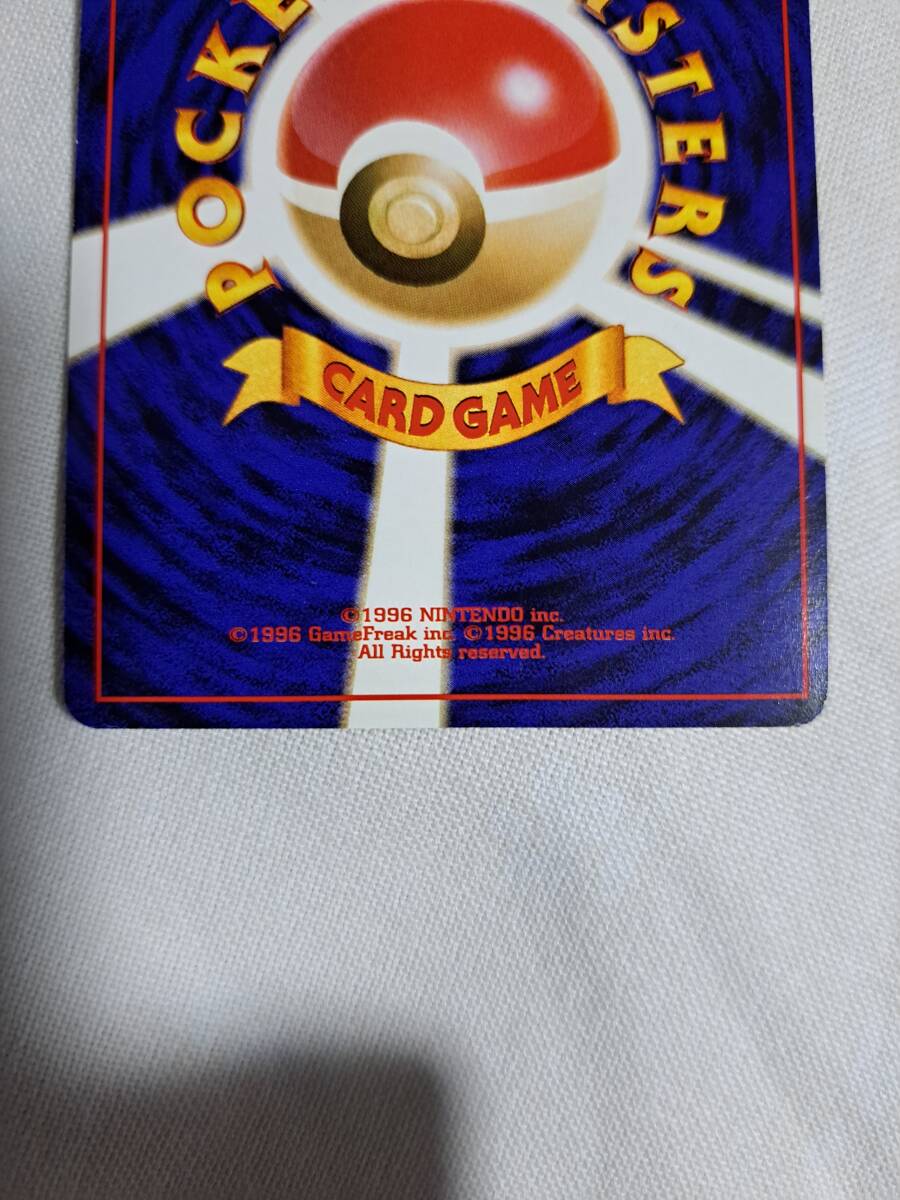 POCKE
STERS
CARD GAME
©1996 NINTENDO inc.
©1996 GameFreak inc. ©1996 Creatures inc.
All Rights reserved.